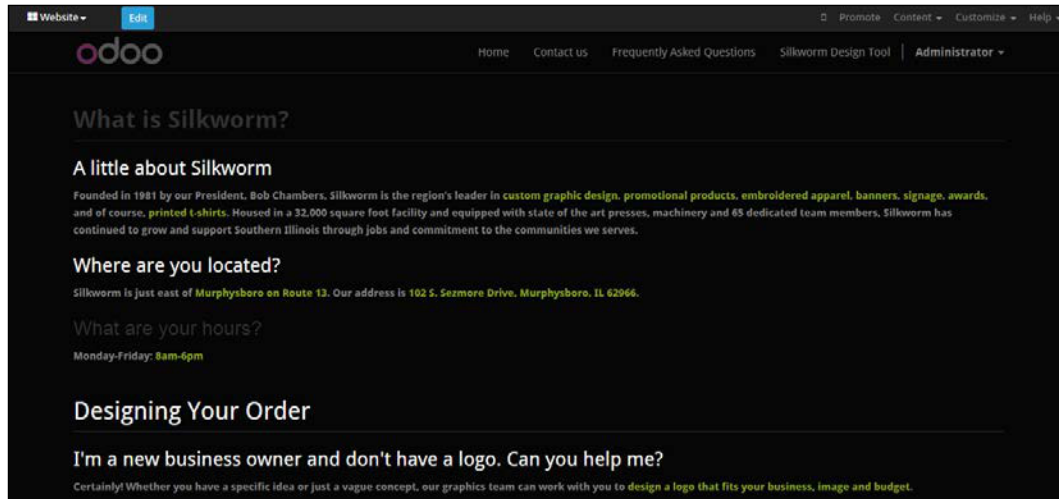 Website
Edit
Promote Content Customize Help
odoo
Home Contact us Frequently Asked Questions Silkworm Design Tool Administrator
What is Silkworm?
A little about Silkworm
Founded in 1981 by our President, Bob Chambers, Silkworm is the region's leader in custom graphic design, promotional products, embroidered apparel, banners, signage, awards,
and of course, printed t-shirts. Housed in a 32,000 square foot facility and equipped with state of the art presses, machinery and 65 dedicated team members, Silkworm has
continued to grow and support Southern Illinois through jobs and commitment to the communities we serves.
Where are you located?
Silkworm is just east of Murphysboro on Route 13. Our address is 102 S. Sezmore Drive, Murphysboro, IL 62966.
What are your hours?
Monday-Friday: 8am-6pm
Designing Your Order
I'm a new business owner and don't have a logo. Can you help me?
Certainly! Whether you have a specific idea or just a vague concept, our graphics team can work with you to design a logo that fits your business, image and budget.